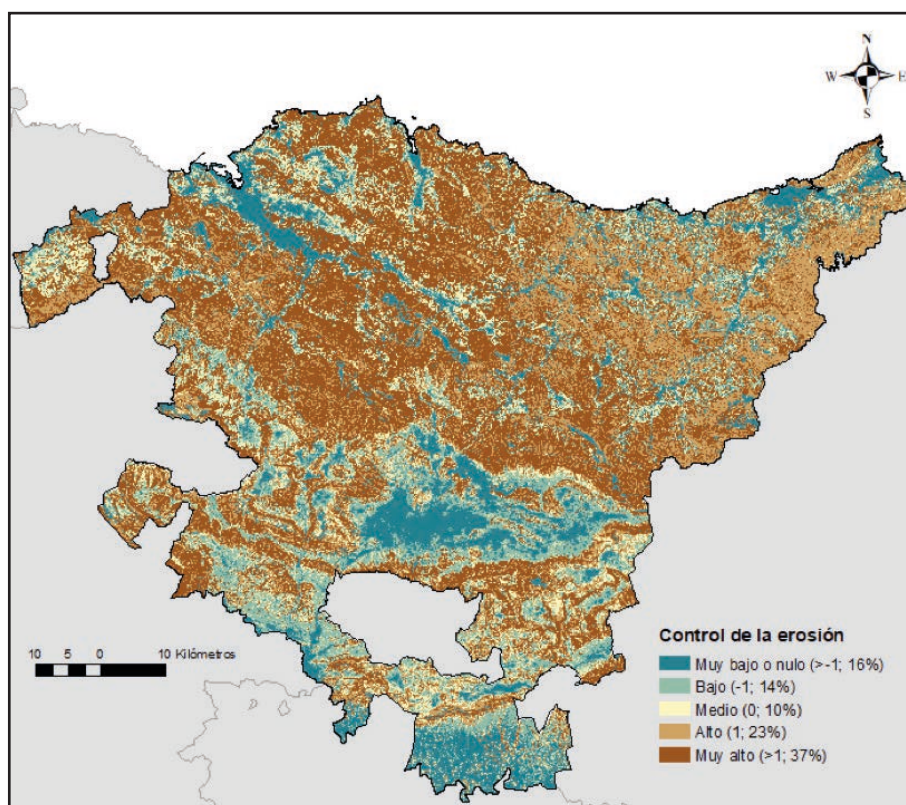 N
W E
S
Control de la erosión
Muy bajo o nulo (>-1; 16%)
Bajo (-1; 14%)
Medio (0; 10%)
Alto (1; 23%)
Muy alto (>1; 37%)
10 5 0 10 Kilómetros